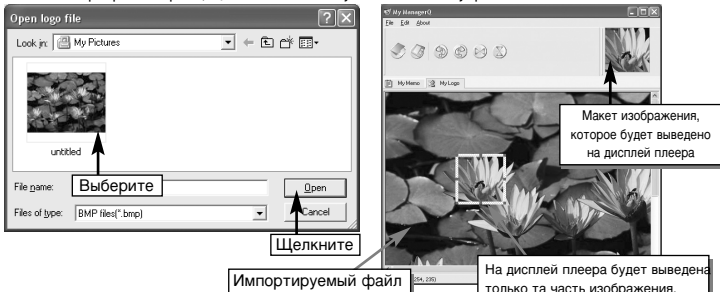 Open logo file
Look in: My Pictures
untitled
Выберите
File name:
Open
Files of type: BMP files(*.bmp)
Cancel
Щелкните
Импортируемый файл
My ManagerQ
File Edit About
My Memo My Logo
Макет изображения,
которое будет выведено
на дисплей плеера
На дисплей плеера будет выведена
только та часть изображения,